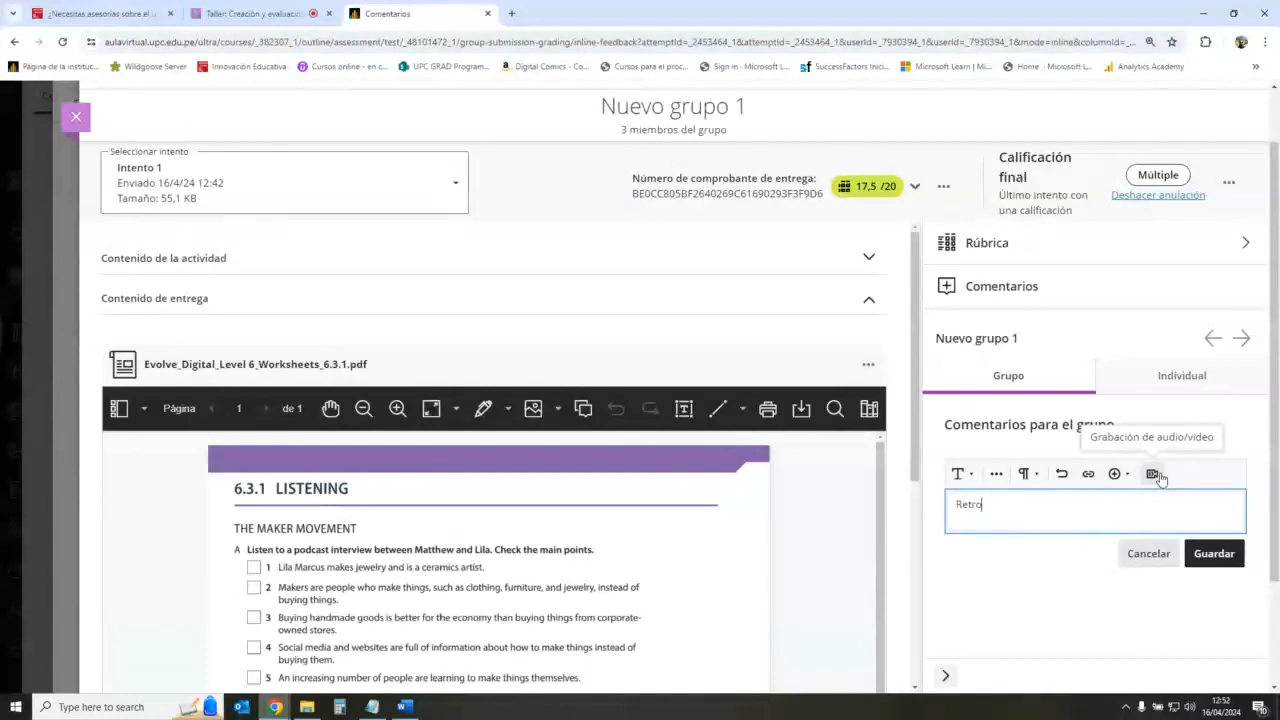 ¿Necesitas asesorías sobre el u
Taller: Creación y evaluació
Comentarios
aulavirtual.upc.edu.pe/ultra/courses/_382307_1/outline/assessment/test/_48101472_1/group-submission-grading/inline-feedback?attemptId=_2453464_1&attemptId=_2453464_1&userId=_7930394_1&userId=_7930394_1&mode=inline&columnId=...
Página de la instituc...
Wildgoose Server
Innovación Educativa
Cursos online - en c...
UPC GRAD Program...
Digital Comics - Co...
Cursos para el proc...
Sign in - Microsoft L...
SuccessFactors Inici...
Microsoft Learn | Mi...
Home - Microsoft L...
Analytics Academy
Nuevo grupo 1
3 miembros del grupo
Seleccionar intento
Intento 1
Enviado 16/4/24 12:42
Tamaño: 55,1 KB
Número de comprobante de entrega:
BE0CC805BF2640269C61690293F3F9D6
17,5 /20
Calificación final
Último intento con una calificación
Múltiple
Deshacer anulación
Contenido de la actividad
Contenido de entrega
Evolve_Digital_Level 6_Worksheets_6.3.1.pdf
Página 1 de 1
6.3.1 LISTENING
THE MAKER MOVEMENT
A Listen to a podcast interview between Matthew and Lila. Check the main points.
1 Lila Marcus makes jewelry and is a ceramics artist.
2 Makers are people who make things, such as clothing, furniture, and jewelry, instead of
buying things.
3 Buying handmade goods is better for the economy than buying things from corporate-
owned stores.
4 Social media and websites are full of information about how to make things instead of
buying them.
5 An increasing number of people are learning to make things themselves.
Rúbrica
Comentarios
Nuevo grupo 1
Grupo
Individual
Comentarios para el grupo
Grabación de audio/vídeo
Retro
Cancelar
Guardar
Type here to search
12:52
16/04/2024